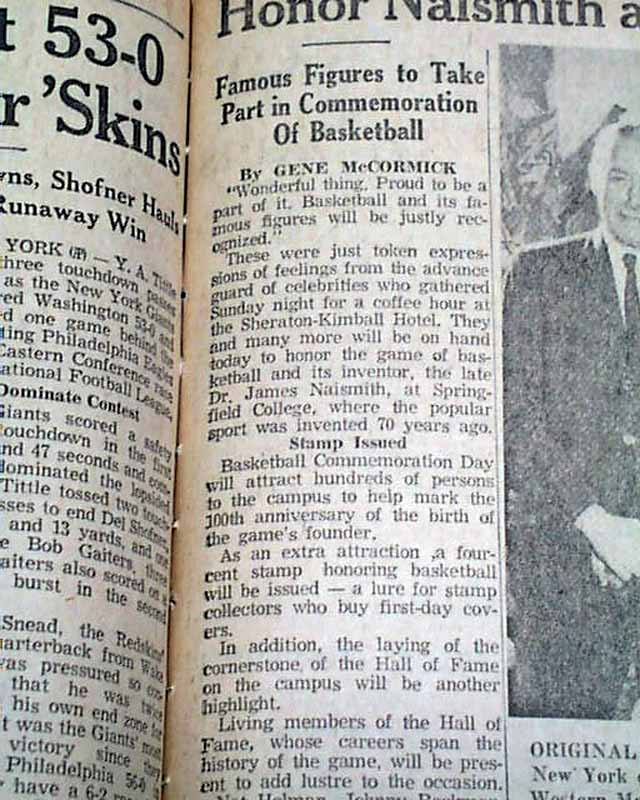 t 53-0
r 'Skins
wns, Shofner Hauls
Runaway Win
YORK (AP) — Y. A. Tittle
three touchdown passes
as the New York Giants
red Washington 53-0 and
d one game behind the
ting Philadelphia Eagles
Eastern Conference race
ational Football League.
Dominate Contest
Giants scored a safety
touchdown in the first
nd 47 seconds and
dominated the lopsided
Tittle tossed two
sses to end Del Shofner
and 13 yards, and one
e Bob Gaiters, three
aiters also scored on a
burst in the second
Snead, the Redskins'
uarterback from Wake
was pressured so
that he was twice
his own end zone for
t was the Giants' most
victory since they
Philadelphia 56-0
have a 6-2
Honor Naismith a
Famous Figures to Take
Part in Commemoration
Of Basketball
By GENE McCORMICK
"Wonderful thing. Proud to be a
part of it. Basketball and its fa-
mous figures will be justly rec-
ognized."
These were just token expres-
sions of feelings from the advance
guard of celebrities who gathered
Sunday night for a coffee hour at
the Sheraton-Kimball Hotel. They
and many more will be on hand
today to honor the game of bas-
ketball and its inventor, the late
Dr. James Naismith, at Spring-
field College, where the popular
sport was invented 70 years ago.
Stamp Issued
Basketball Commemoration Day
will attract hundreds of persons
to the campus to help mark the
100th anniversary of the birth of
the game's founder.
As an extra attraction ,a four-
cent stamp honoring basketball
will be issued — a lure for stamp
collectors who buy first-day cov-
ers.
In addition, the laying of the
cornerstone of the Hall of Fame
on the campus will be another
highlight.
Living members of the Hall of
Fame, whose careers span the
history of the game, will be pres-
ent to add lustre to the occasion.
Nat Holman, Johnny
ORIGINAL
New York
Western M